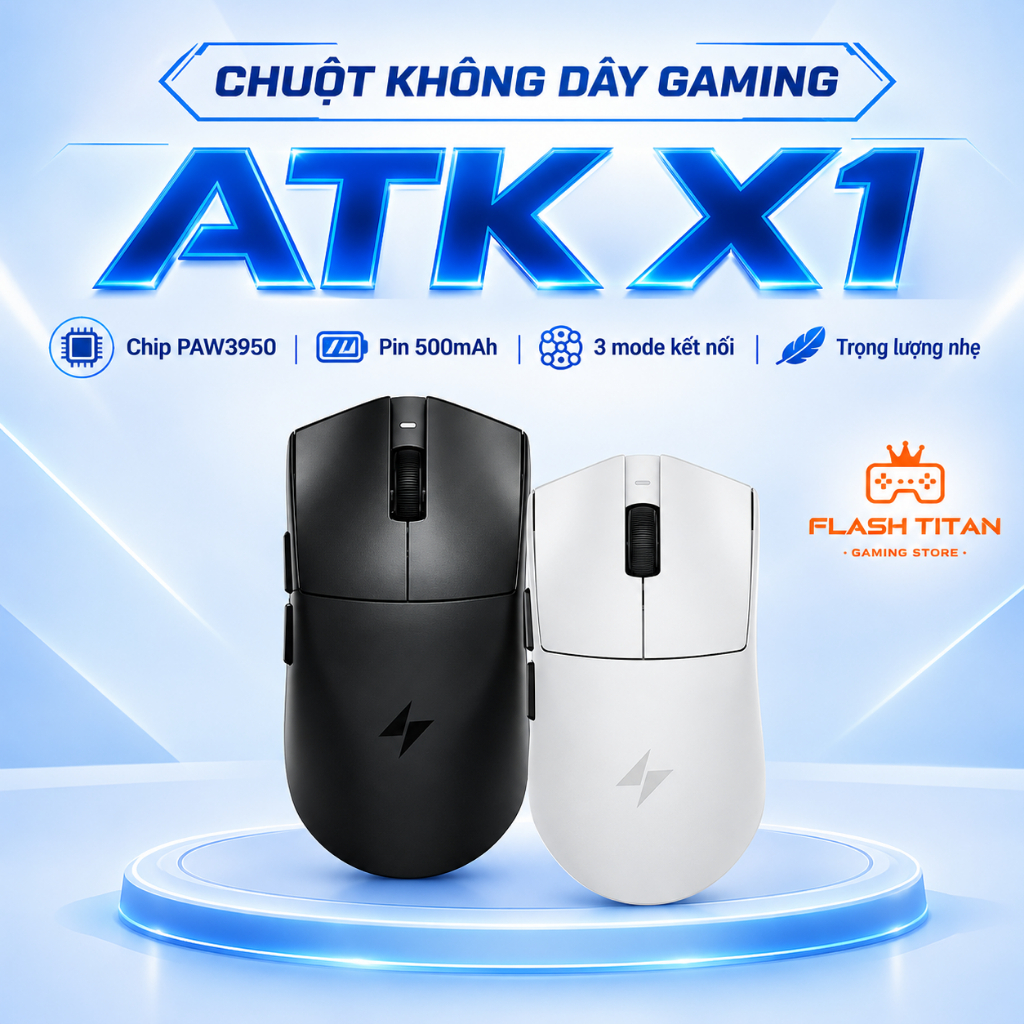 CHUỘT KHÔNG DÂY GAMING
ATK X1
Chip PAW3950 | Pin 500mAh | 3 mode kết nối | Trọng lượng nhẹ
FLASH TITAN
· GAMING STORE ·